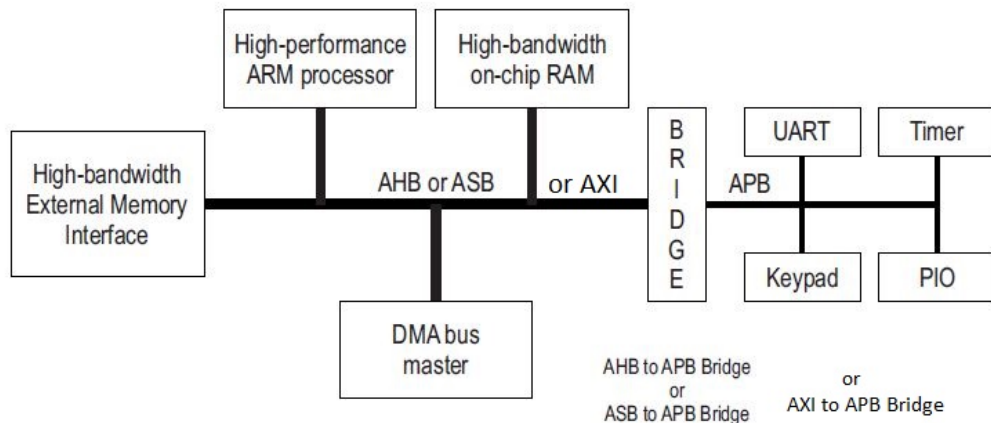 High-performance
ARM processor
High-bandwidth
on-chip RAM
High-bandwidth
External Memory
Interface
AHB or ASB
or AXI
B
R
I
D
G
E
APB
UART
Timer
Keypad
PIO
DMA bus
master
AHB to APB Bridge
or
ASB to APB Bridge
or
AXI to APB Bridge